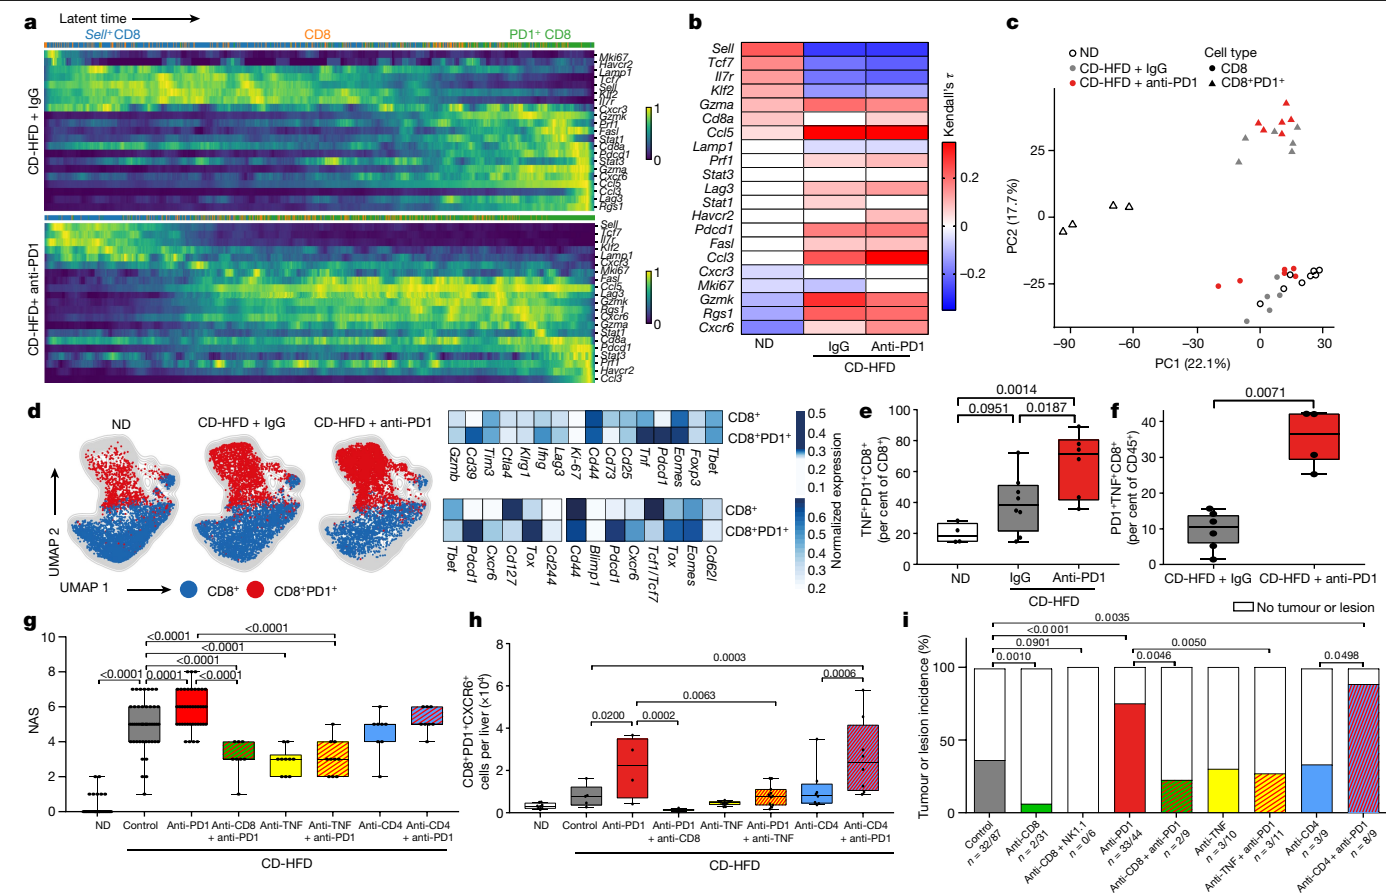 a
Latent time
Sell+ CD8
CD8
PD1+ CD8
CD-HFD + IgG
Mki67
Havcr2
Lamp1
Tcf7
Sell
Klf2
Il7r
Cxcr3
Gzmk
Prf1
Fasl
Stat1
Cd8a
Pdcd1
Stat3
Gzma
Cxcr6
Ccl5
Ccl3
Lag3
Rgs1
1
0
CD-HFD+ anti-PD1
Sell
Tcf7
Il7r
Klf2
Lamp1
Cxcr3
Mki67
Fasl
Ccl5
Lag3
Gzmk
Rgs1
Cxcr6
Gzma
Stat1
Cd8a
Pdcd1
Stat3
Prf1
Havcr2
Ccl3
1
0
b
Sell
Tcf7
Il7r
Klf2
Gzma
Cd8a
Ccl5
Lamp1
Prf1
Stat3
Lag3
Stat1
Havcr2
Pdcd1
Fasl
Ccl3
Cxcr3
Mki67
Gzmk
Rgs1
Cxcr6
ND
IgG
Anti-PD1
CD-HFD
Kendall's τ
0.2
0
−0.2
c
ND
CD-HFD + IgG
CD-HFD + anti-PD1
Cell type
CD8
CD8+PD1+
PC2 (17.7%)
25
0
−25
−90
−60
−30
0
30
PC1 (22.1%)
d
ND
CD-HFD + IgG
CD-HFD + anti-PD1
UMAP 2
UMAP 1
CD8+
CD8+PD1+
CD8+
CD8+PD1+
Gzmb
Cd39
Tim3
Ctla4
Klrg1
Ifng
Lag3
Ki-67
Cd44
Cd73
Cd25
Tnf
Pdcd1
Eomes
Foxp3
Tbet
CD8+
CD8+PD1+
Tbet
Pdcd1
Cxcr6
Cd127
Tox
Cd244
Cd44
Blimp1
Pdcd1
Cxcr6
Tcf1/Tcf7
Tox
Eomes
Cd62l
Normalized expression
0.5
0.4
0.3
0.2
0.1
0.6
0.5
0.4
0.3
0.2
e
TNF+PD1+CD8+
(per cent of CD8+)
100
80
60
40
20
0
0.0014
0.0951
0.0187
ND
IgG
Anti-PD1
CD-HFD
f
PD1+TNF+CD8+
(per cent of CD45+)
40
30
20
10
0
0.0071
CD-HFD + IgG
CD-HFD + anti-PD1
g
NAS
10
8
6
4
2
0
<0.0001
<0.0001
<0.0001
<0.0001
<0.0001
0.0001
<0.0001
ND
Control
Anti-PD1
Anti-CD8
+ anti-PD1
Anti-TNF
Anti-TNF
+ anti-PD1
Anti-CD4
Anti-CD4
+ anti-PD1
CD-HFD
h
CD8+PD1+CXCR6+
cells per liver (×10⁴)
8
6
4
2
0
0.0003
0.0006
0.0063
0.0200
0.0002
ND
Control
Anti-PD1
Anti-PD1
+ anti-CD8
Anti-TNF
Anti-PD1
+ anti-TNF
Anti-CD4
Anti-CD4
+ anti-PD1
CD-HFD
i
No tumour or lesion
Tumour or lesion incidence (%)
100
50
0
0.0035
<0.0001
0.0901
0.0050
0.0010
0.0046
0.0498
Control
n = 32/87
Anti-CD8
n = 2/31
Anti-CD8 + NK1.1
n = 0/6
Anti-PD1
n = 33/44
Anti-CD8 + anti-PD1
n = 2/9
Anti-TNF
n = 3/10
Anti-TNF + anti-PD1
n = 3/11
Anti-CD4
n = 3/9
Anti-CD4 + anti-PD1
n = 8/9